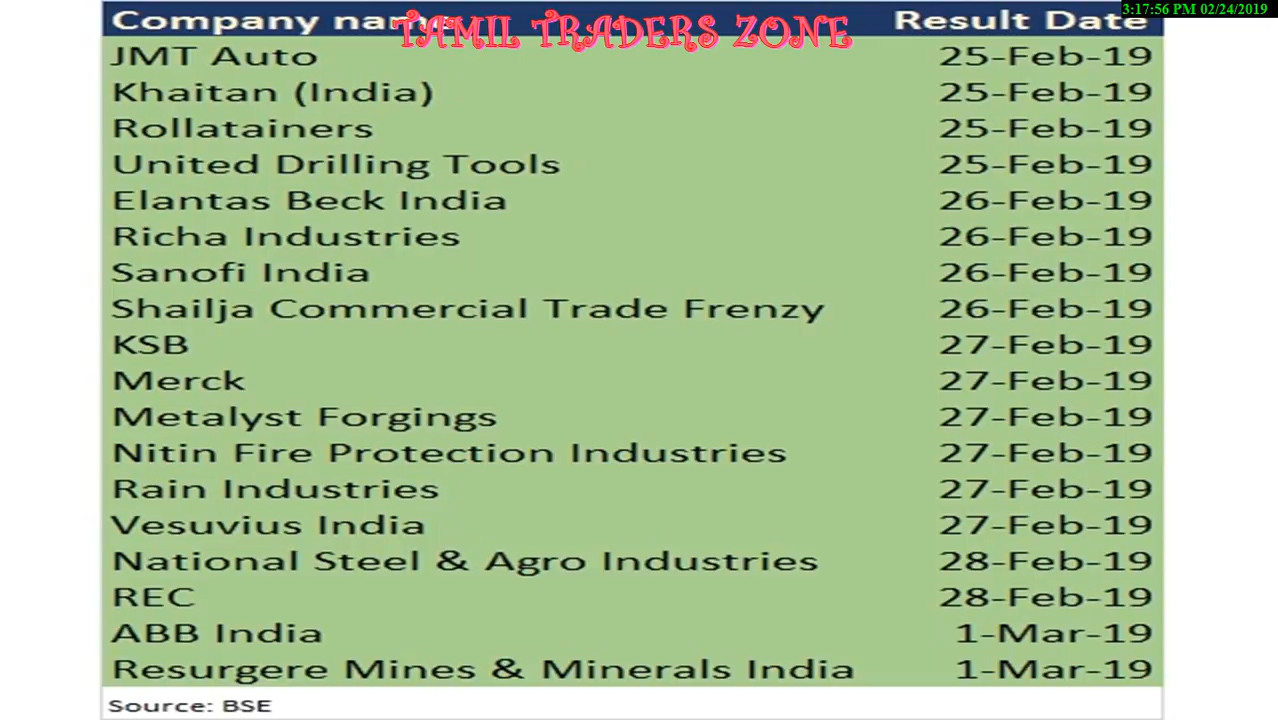 3:17:56 PM 02/24/2019
TAMIL TRADERS ZONE
Company name Result Date
JMT Auto 25-Feb-19
Khaitan (India) 25-Feb-19
Rollatainers 25-Feb-19
United Drilling Tools 25-Feb-19
Elantas Beck India 26-Feb-19
Richa Industries 26-Feb-19
Sanofi India 26-Feb-19
Shailja Commercial Trade Frenzy 26-Feb-19
KSB 27-Feb-19
Merck 27-Feb-19
Metalyst Forgings 27-Feb-19
Nitin Fire Protection Industries 27-Feb-19
Rain Industries 27-Feb-19
Vesuvius India 27-Feb-19
National Steel & Agro Industries 28-Feb-19
REC 28-Feb-19
ABB India 1-Mar-19
Resurgere Mines & Minerals India 1-Mar-19
Source: BSE